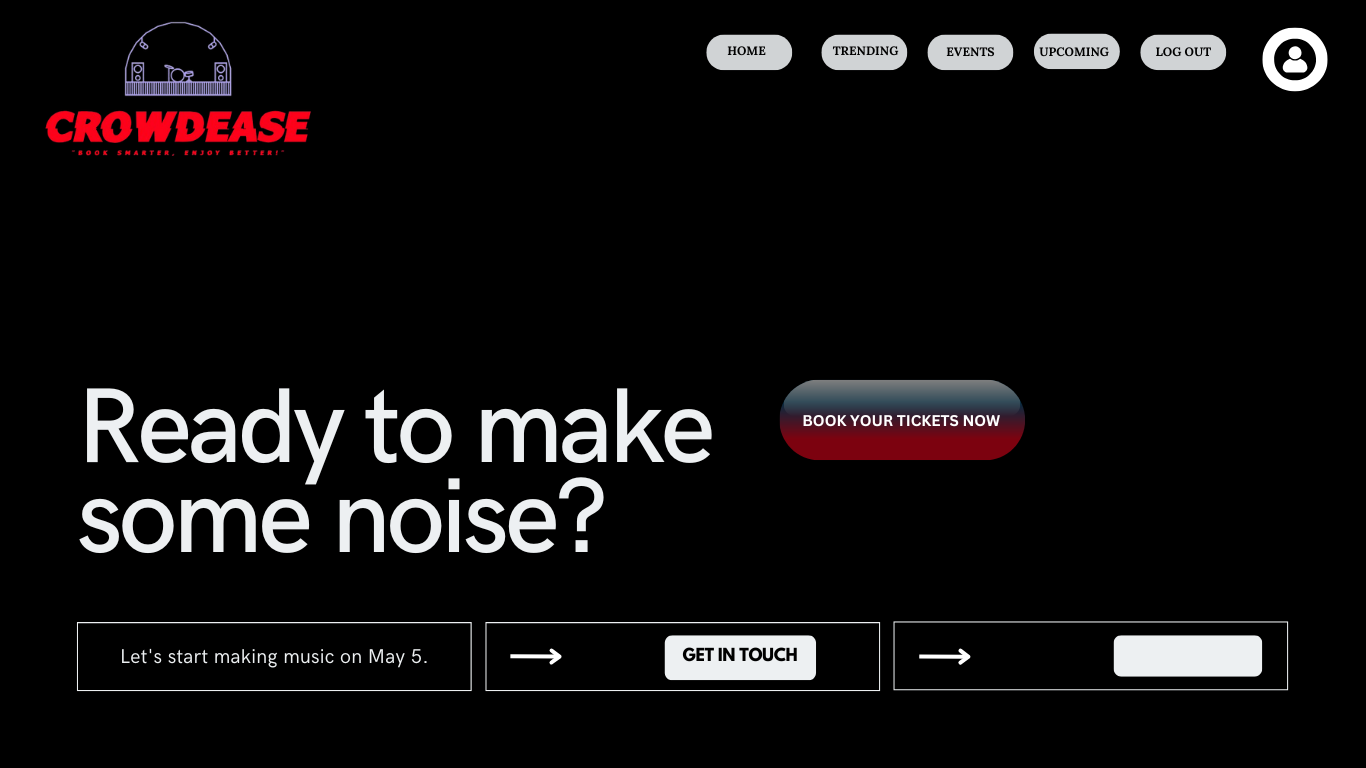 HOME
TRENDING
EVENTS
UPCOMING
LOG OUT
CROWDEASE
"BOOK SMARTER, ENJOY BETTER!"
Ready to make
some noise?
BOOK YOUR TICKETS NOW
Let's start making music on May 5.
GET IN TOUCH